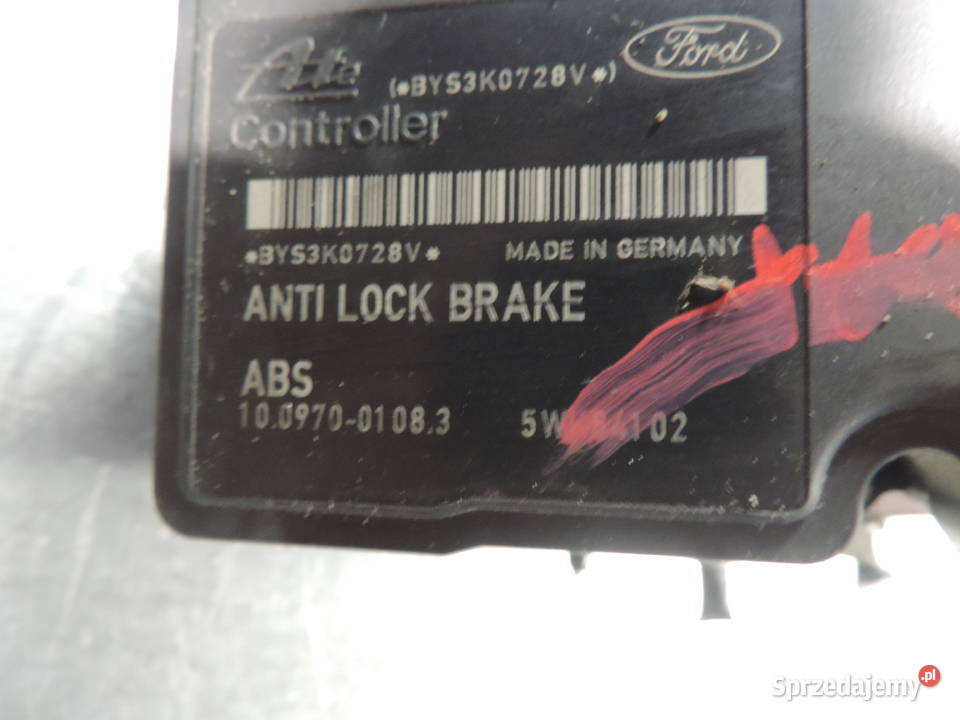 Ate (*BYS3K0728V*) Ford
Controller
*BYS3K0728V* MADE IN GERMANY
ANTI LOCK BRAKE
ABS
10.0970-0108.3
Sprzedajemy.pl